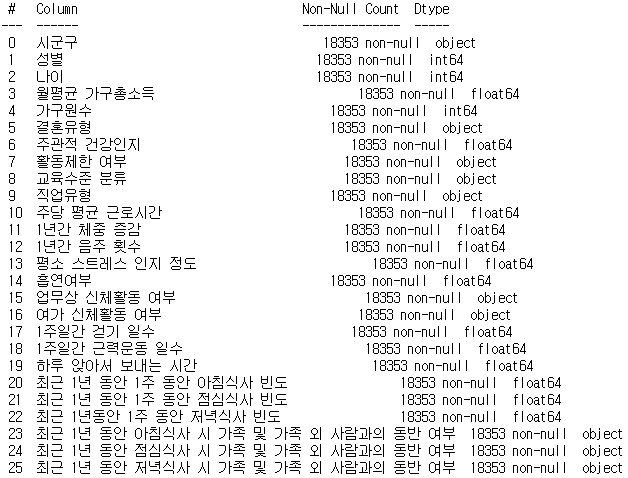 # Column Non-Null Count Dtype
--- ------ -------------- -----
0 시군구 18353 non-null object
1 성별 18353 non-null int64
2 나이 18353 non-null int64
3 월평균 가구총소득 18353 non-null float64
4 가구원수 18353 non-null int64
5 결혼유형 18353 non-null object
6 주관적 건강인지 18353 non-null float64
7 활동제한 여부 18353 non-null object
8 교육수준 분류 18353 non-null object
9 직업유형 18353 non-null object
10 주당 평균 근로시간 18353 non-null float64
11 1년간 체중 증감 18353 non-null float64
12 1년간 음주 횟수 18353 non-null float64
13 평소 스트레스 인지 정도 18353 non-null float64
14 흡연여부 18353 non-null float64
15 업무상 신체활동 여부 18353 non-null object
16 여가 신체활동 여부 18353 non-null object
17 1주일간 걷기 일수 18353 non-null float64
18 1주일간 근력운동 일수 18353 non-null float64
19 하루 앉아서 보내는 시간 18353 non-null float64
20 최근 1년 동안 1주 동안 아침식사 빈도 18353 non-null float64
21 최근 1년 동안 1주 동안 점심식사 빈도 18353 non-null float64
22 최근 1년동안 1주 동안 저녁식사 빈도 18353 non-null float64
23 최근 1년 동안 아침식사 시 가족 및 가족 외 사람과의 동반 여부 18353 non-null object
24 최근 1년 동안 점심식사 시 가족 및 가족 외 사람과의 동반 여부 18353 non-null object
25 최근 1년 동안 저녁식사 시 가족 및 가족 외 사람과의 동반 여부 18353 non-null object